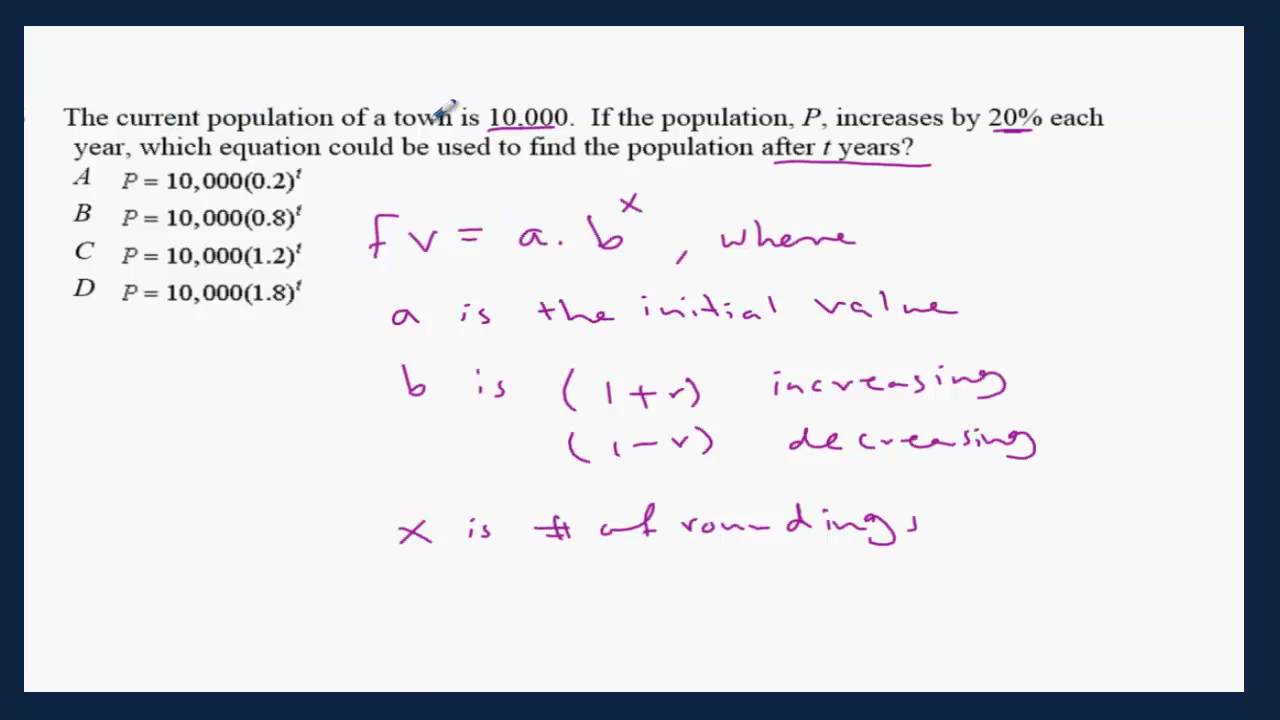 The current population of a town is 10,000. If the population, P, increases by 20% each
year, which equation could be used to find the population after t years?
A P = 10,000(0.2)^t
B P = 10,000(0.8)^t
C P = 10,000(1.2)^t
D P = 10,000(1.8)^t
FV = a. b^x, where
a is the initial value
b is (1+r) increasing
(1-r) decreasing
x is # of roundings